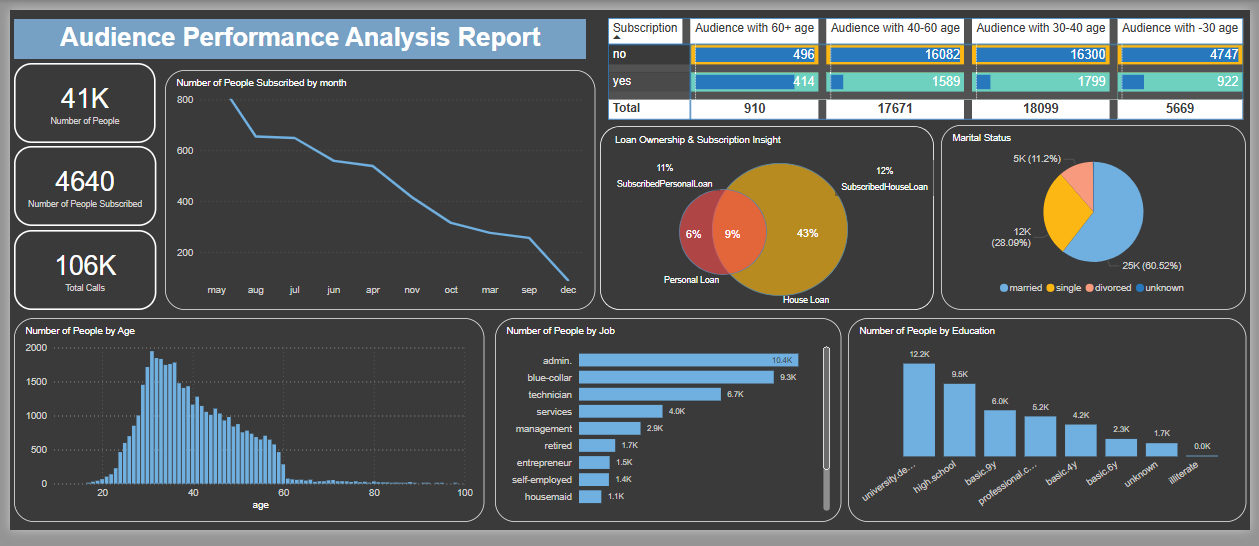 Audience Performance Analysis Report
41K
Number of People
4640
Number of People Subscribed
106K
Total Calls
Number of People Subscribed by month
800
600
400
200
may aug jul jun apr nov oct mar sep dec
Subscription Audience with 60+ age Audience with 40-60 age Audience with 30-40 age Audience with -30 age
no 496 16082 16300 4747
yes 414 1589 1799 922
Total 910 17671 18099 5669
Loan Ownership & Subscription Insight
11%
SubscribedPersonalLoan
12%
SubscribedHouseLoan
6% 9% 43%
Personal Loan
House Loan
Marital Status
5K (11.2%)
12K
(28.09%)
25K (60.52%)
married single divorced unknown
Number of People by Age
2000
1500
1000
500
0
20 40 60 80 100
age
Number of People by Job
admin. 10.4K
blue-collar 9.3K
technician 6.7K
services 4.0K
management 2.9K
retired 1.7K
entrepreneur 1.5K
self-employed 1.4K
housemaid 1.1K
Number of People by Education
12.2K 9.5K 6.0K 5.2K 4.2K 2.3K 1.7K 0.0K
university.de... high.school basic.9y professional.c... basic.4y basic.6y unknown illiterate